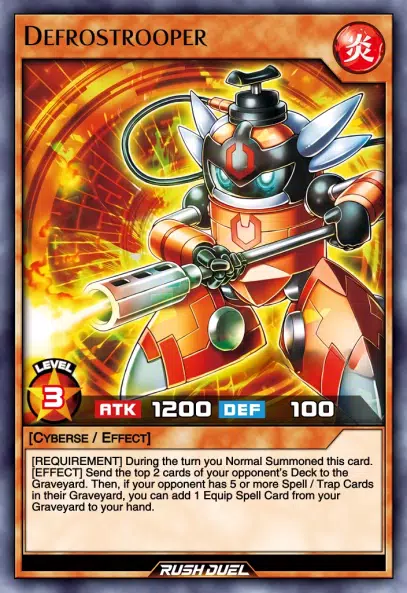 DEFROSTROOPER
炎
LEVEL
3
ATK 1200 DEF 100
[CYBERSE / EFFECT]
[REQUIREMENT] During the turn you Normal Summoned this card.
[EFFECT] Send the top 2 cards of your opponent's Deck to the
Graveyard. Then, if your opponent has 5 or more Spell / Trap Cards
in their Graveyard, you can add 1 Equip Spell Card from your
Graveyard to your hand.
RUSH DUEL